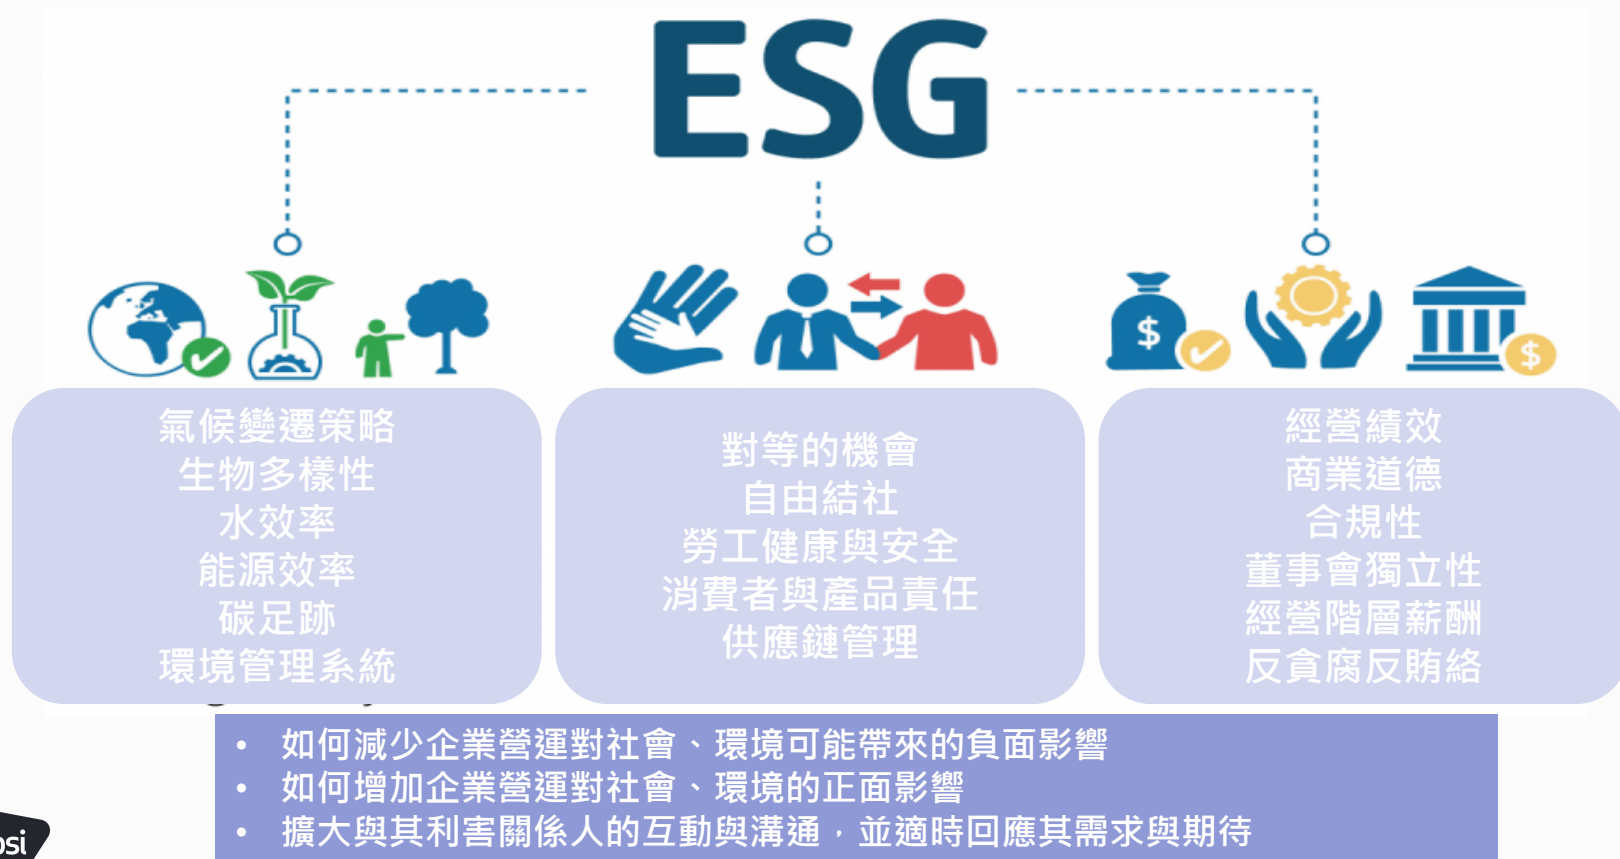 ESG
氣候變遷策略
生物多樣性
水效率
能源效率
碳足跡
環境管理系統
對等的機會
自由結社
勞工健康與安全
消費者與產品責任
供應鏈管理
經營績效
商業道德
合規性
董事會獨立性
經營階層薪酬
反貪腐反賄絡
• 如何減少企業營運對社會、環境可能帶來的負面影響
• 如何增加企業營運對社會、環境的正面影響
• 擴大與其利害關係人的互動與溝通，並適時回應其需求與期待